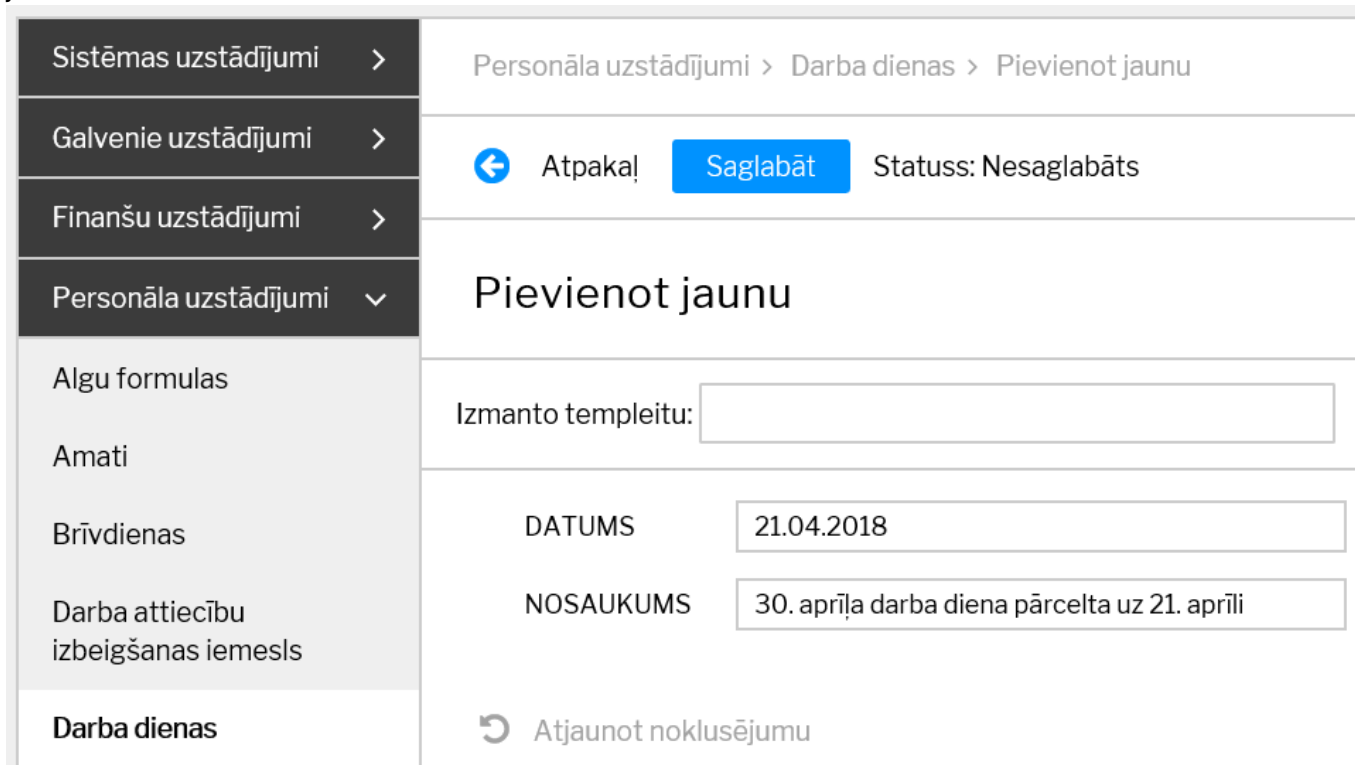 Sistēmas uzstādījumi
Galvenie uzstādījumi
Finanšu uzstādījumi
Personāla uzstādījumi
Algu formulas
Amati
Brīvdienas
Darba attiecību
izbeigšanas iemesls
Darba dienas
Personāla uzstādījumi > Darba dienas > Pievienot jaunu
Atpakaļ Saglabāt Statuss: Nesaglabāts
Pievienot jaunu
Izmanto templeitu:
DATUMS 21.04.2018
NOSAUKUMS 30. aprīļa darba diena pārcelta uz 21. aprīli
Atjaunot noklusējumu